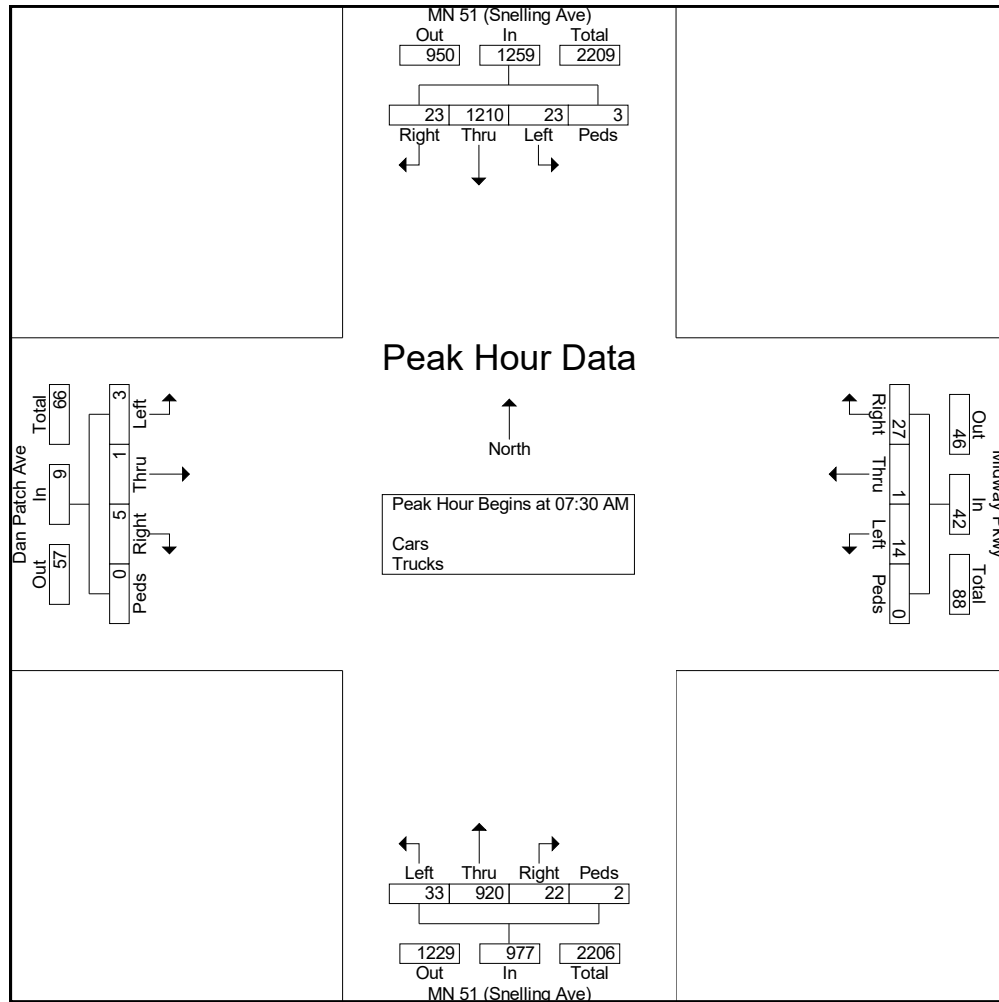 MN 51 (Snelling Ave)
Out In Total
950 1259 2209
23 1210 23 3
Right Thru Left Peds
Peak Hour Data
North
Peak Hour Begins at 07:30 AM
Cars
Trucks
Dan Patch Ave
Out In Total
57 9 66
3 1 5 0
Left Thru Right Peds
Midway Pkwy
Out In Total
46 42 88
27 1 14 0
Right Thru Left Peds
Left Thru Right Peds
33 920 22 2
1229 977 2206
Out In Total
MN 51 (Snelling Ave)